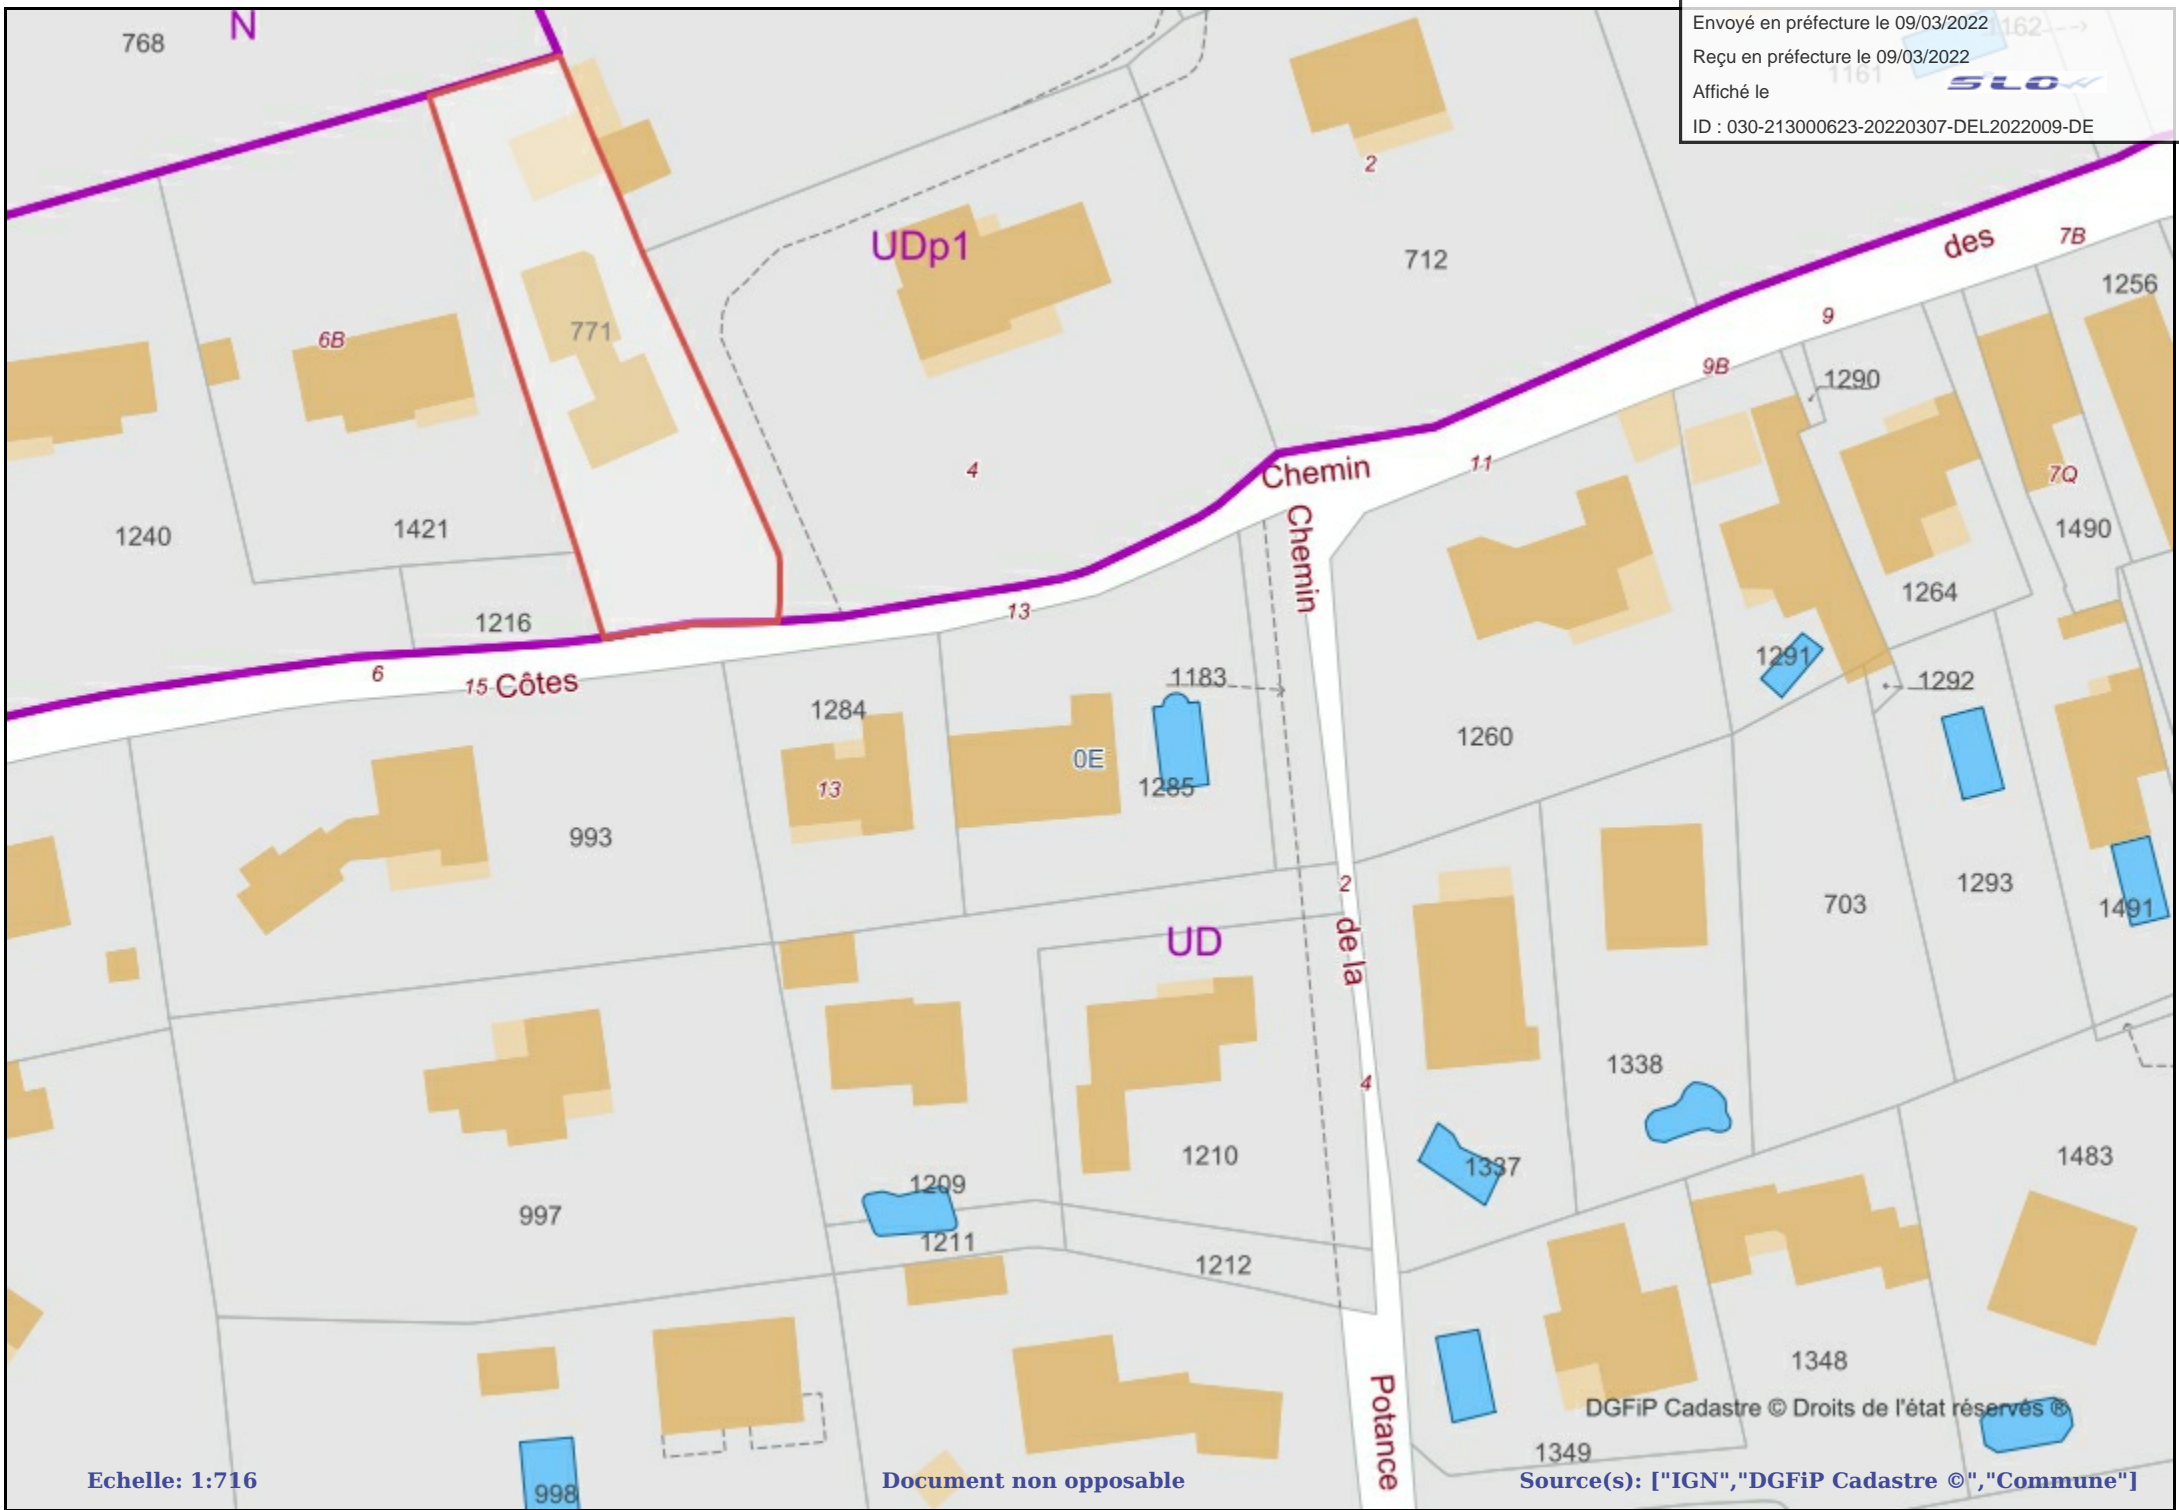 Envoyé en préfecture le 09/03/2022
Reçu en préfecture le 09/03/2022
Affiché le
SLOW
ID : 030-213000623-20220307-DEL2022009-DE
1162
1161
N
768
2
UDp1
des
7B
712
1256
9
771
6B
9B
1290
4
Chemin
11
7Q
1240
1421
Chemin
1490
1264
1216
13
6
15
Côtes
1183
1291
1292
1284
1260
0E
13
1285
993
2
703
1293
1491
UD
de la
1338
4
1210
1337
1483
1209
997
1211
1212
1348
Potance
DGFiP Cadastre © Droits de l'état réservés ®
1349
998
Echelle: 1:716
Document non opposable
Source(s): ["IGN","DGFiP Cadastre ©","Commune"]